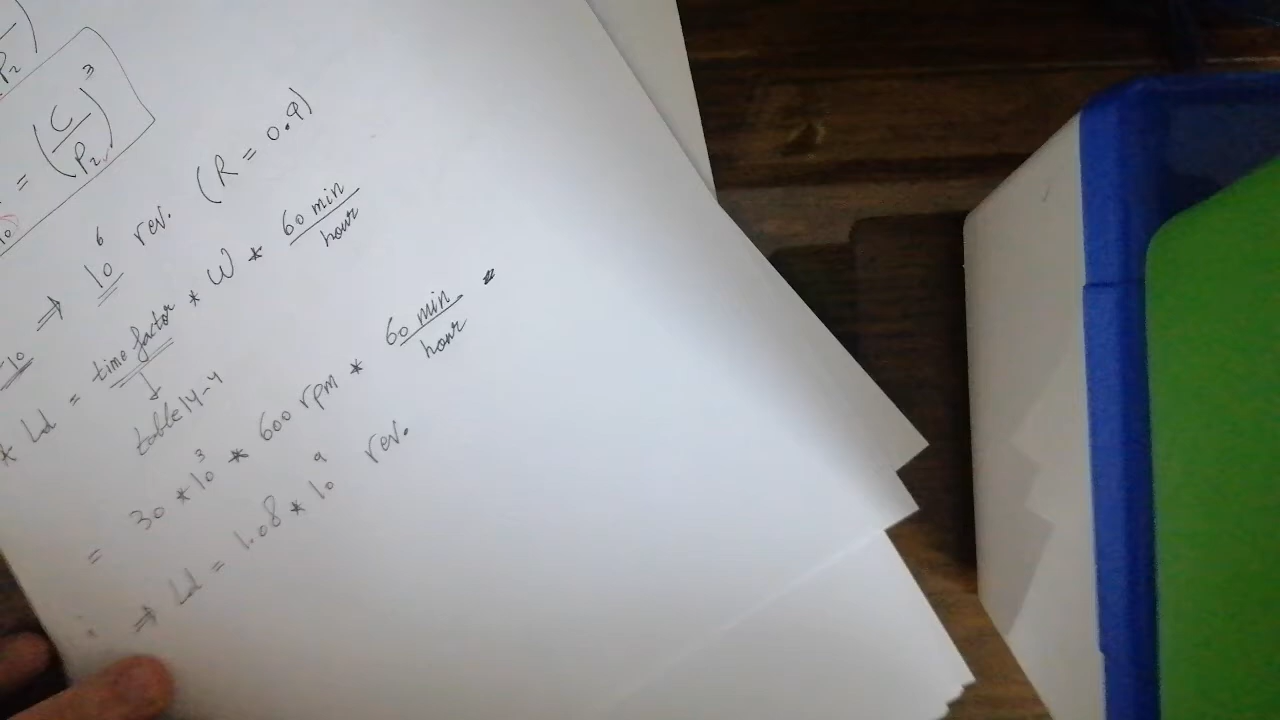 P₂)
= (C/P₂)³
10 ⇒ 10⁶ rev. (R = 0.9)
* Ld = time factor * ω * 60 min/hour
↓
table 14-4
= 30 * 10³ * 600 rpm * 60 min/hour =
⇒ Ld = 1.08 * 10⁹ rev.